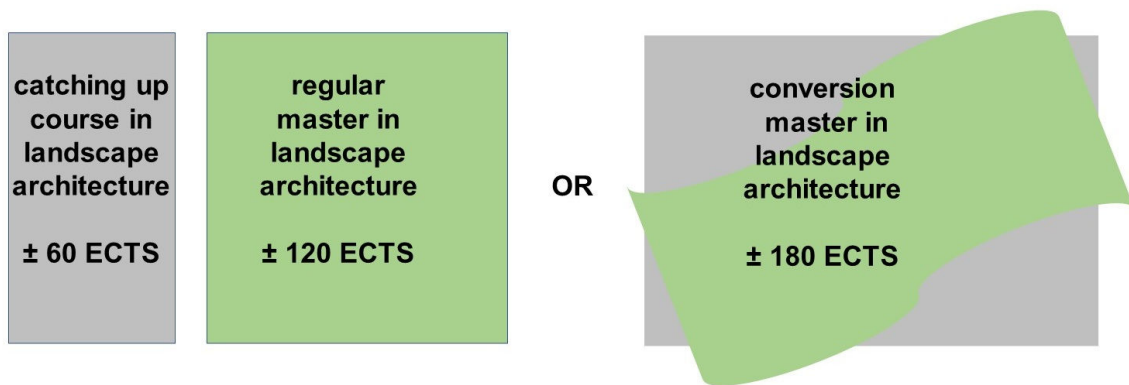 catching up
course in
landscape
architecture
± 60 ECTS
regular
master in
landscape
architecture
± 120 ECTS
OR
conversion
master in
landscape
architecture
± 180 ECTS